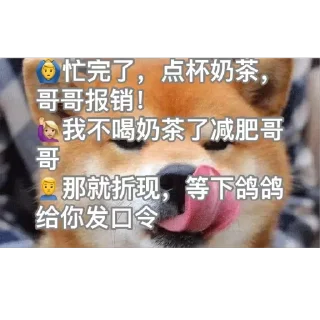 🙆‍♂️忙完了，点杯奶茶，
哥哥报销！
🙋🏼‍♀️我不喝奶茶了减肥哥
哥
👨‍🦱那就折现，等下鸽鸽
给你发口令